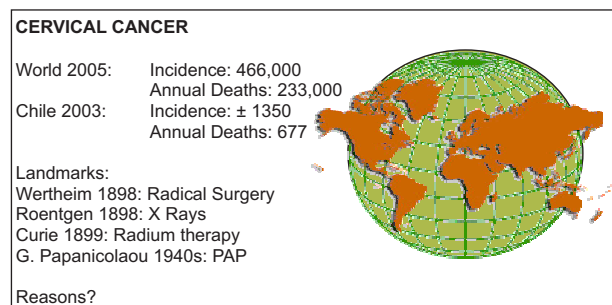 CERVICAL CANCER
World 2005: Incidence: 466,000
Annual Deaths: 233,000
Chile 2003: Incidence: ± 1350
Annual Deaths: 677
Landmarks:
Wertheim 1898: Radical Surgery
Roentgen 1898: X Rays
Curie 1899: Radium therapy
G. Papanicolaou 1940s: PAP
Reasons?